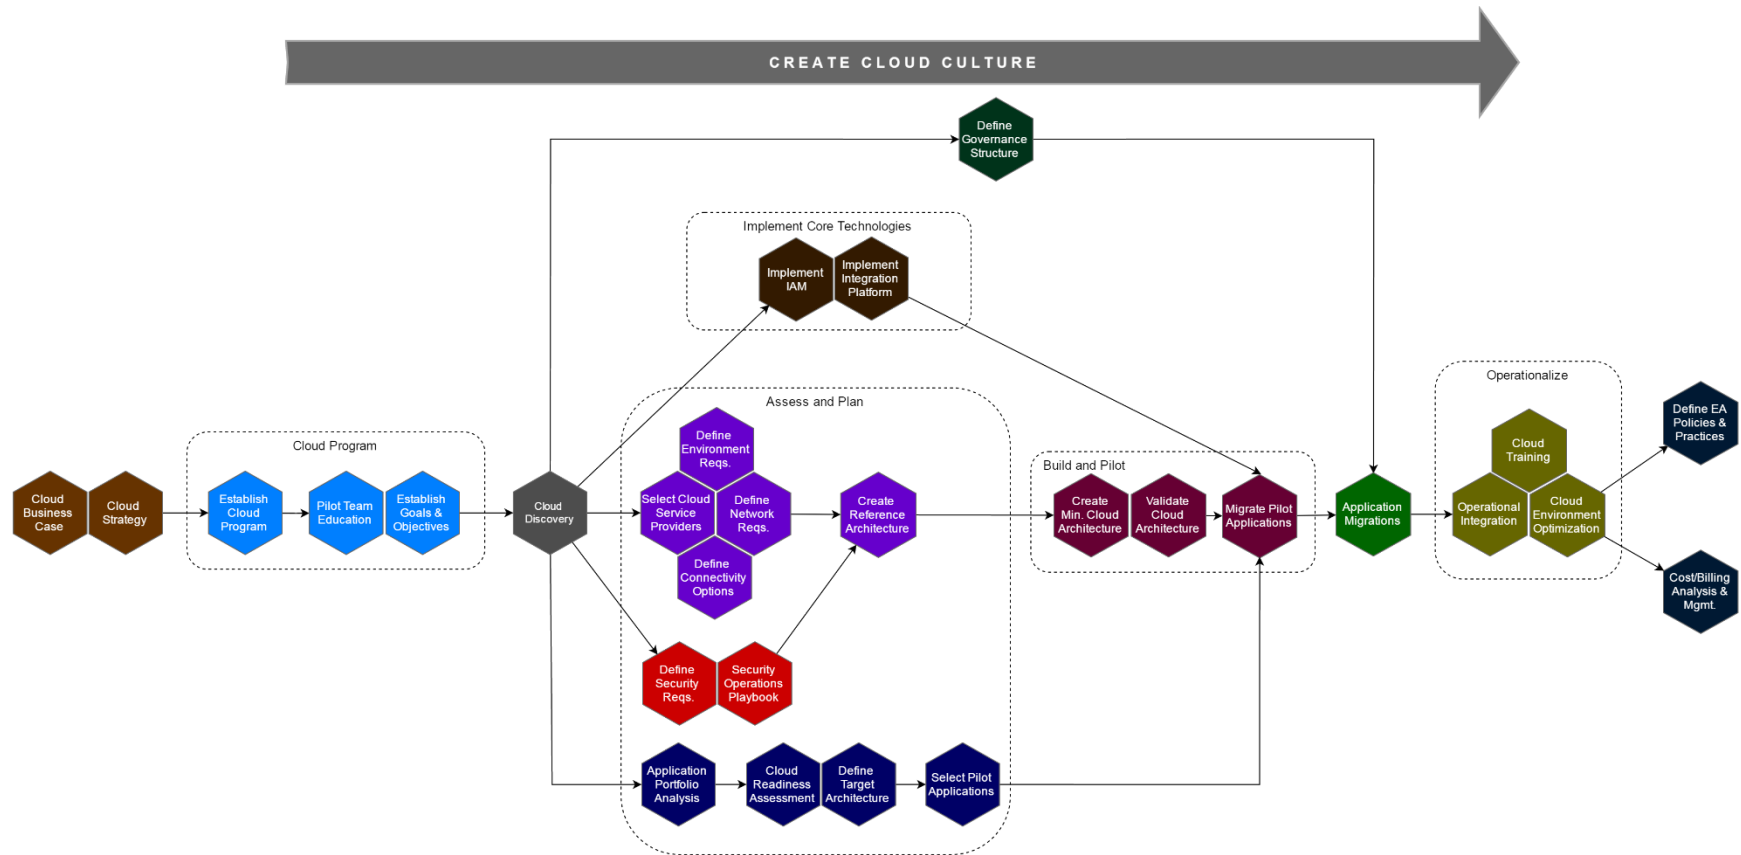 CREATE CLOUD CULTURE
Define
Governance
Structure
Implement Core Technologies
Implement
IAM
Implement
Integration
Platform
Cloud Program
Cloud
Business
Case
Cloud
Strategy
Establish
Cloud
Program
Pilot Team
Education
Establish
Goals &
Objectives
Cloud
Discovery
Assess and Plan
Define
Environment
Reqs.
Select Cloud
Service
Providers
Define
Network
Reqs.
Define
Connectivity
Options
Create
Reference
Architecture
Define
Security
Reqs.
Security
Operations
Playbook
Application
Portfolio
Analysis
Cloud
Readiness
Assessment
Define
Target
Architecture
Select Pilot
Applications
Build and Pilot
Create
Min. Cloud
Architecture
Validate
Cloud
Architecture
Migrate Pilot
Applications
Application
Migrations
Operationalize
Cloud
Training
Operational
Integration
Cloud
Environment
Optimization
Define EA
Policies &
Practices
Cost/Billing
Analysis &
Mgmt.